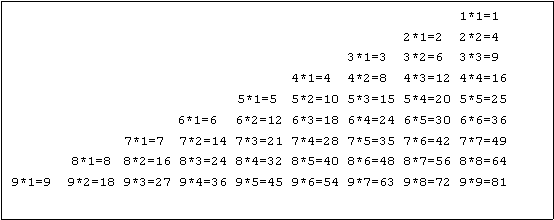 1*1=1
2*1=2 2*2=4
3*1=3 3*2=6 3*3=9
4*1=4 4*2=8 4*3=12 4*4=16
5*1=5 5*2=10 5*3=15 5*4=20 5*5=25
6*1=6 6*2=12 6*3=18 6*4=24 6*5=30 6*6=36
7*1=7 7*2=14 7*3=21 7*4=28 7*5=35 7*6=42 7*7=49
8*1=8 8*2=16 8*3=24 8*4=32 8*5=40 8*6=48 8*7=56 8*8=64
9*1=9 9*2=18 9*3=27 9*4=36 9*5=45 9*6=54 9*7=63 9*8=72 9*9=81